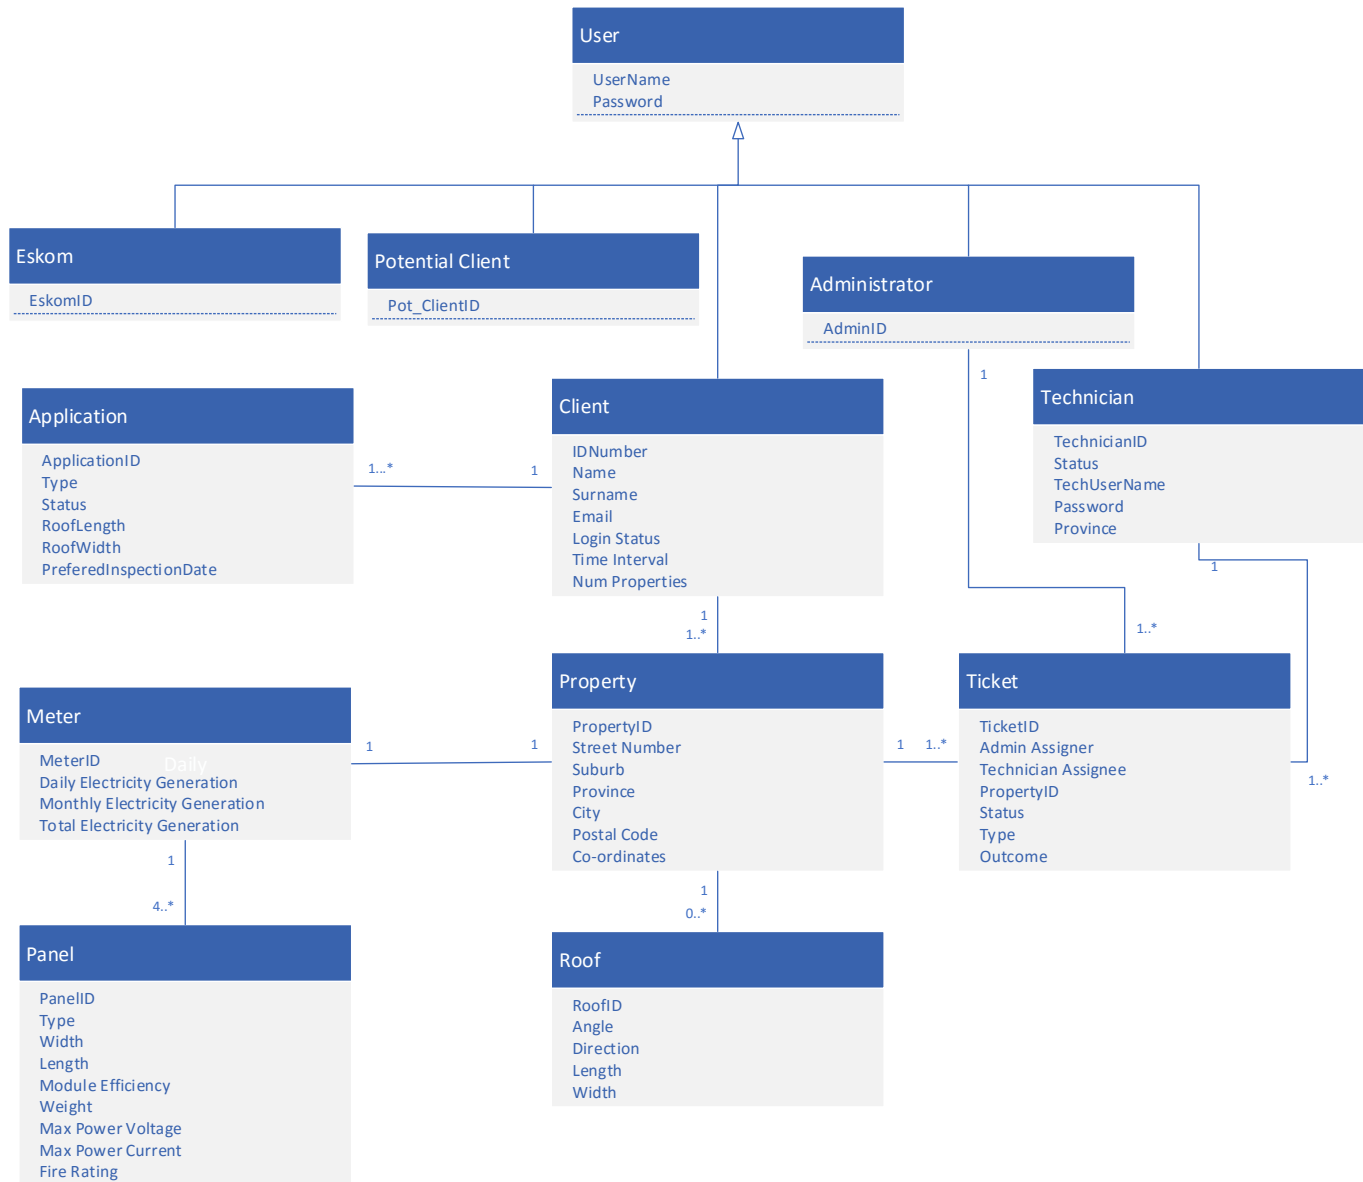 User
UserName
Password
Eskom
EskomID
Potential Client
Pot_ClientID
Administrator
AdminID
1
Technician
TechnicianID
Status
TechUserName
Password
Province
1
Application
ApplicationID
Type
Status
RoofLength
RoofWidth
PreferedInspectionDate
1...*
1
Client
IDNumber
Name
Surname
Email
Login Status
Time Interval
Num Properties
1
1..*
1..*
Meter
MeterID
Daily
Daily Electricity Generation
Monthly Electricity Generation
Total Electricity Generation
1
1
Property
PropertyID
Street Number
Suburb
Province
City
Postal Code
Co-ordinates
1
1..*
Ticket
TicketID
Admin Assigner
Technician Assignee
PropertyID
Status
Type
Outcome
1..*
1
4..*
1
0..*
Panel
PanelID
Type
Width
Length
Module Efficiency
Weight
Max Power Voltage
Max Power Current
Fire Rating
Roof
RoofID
Angle
Direction
Length
Width